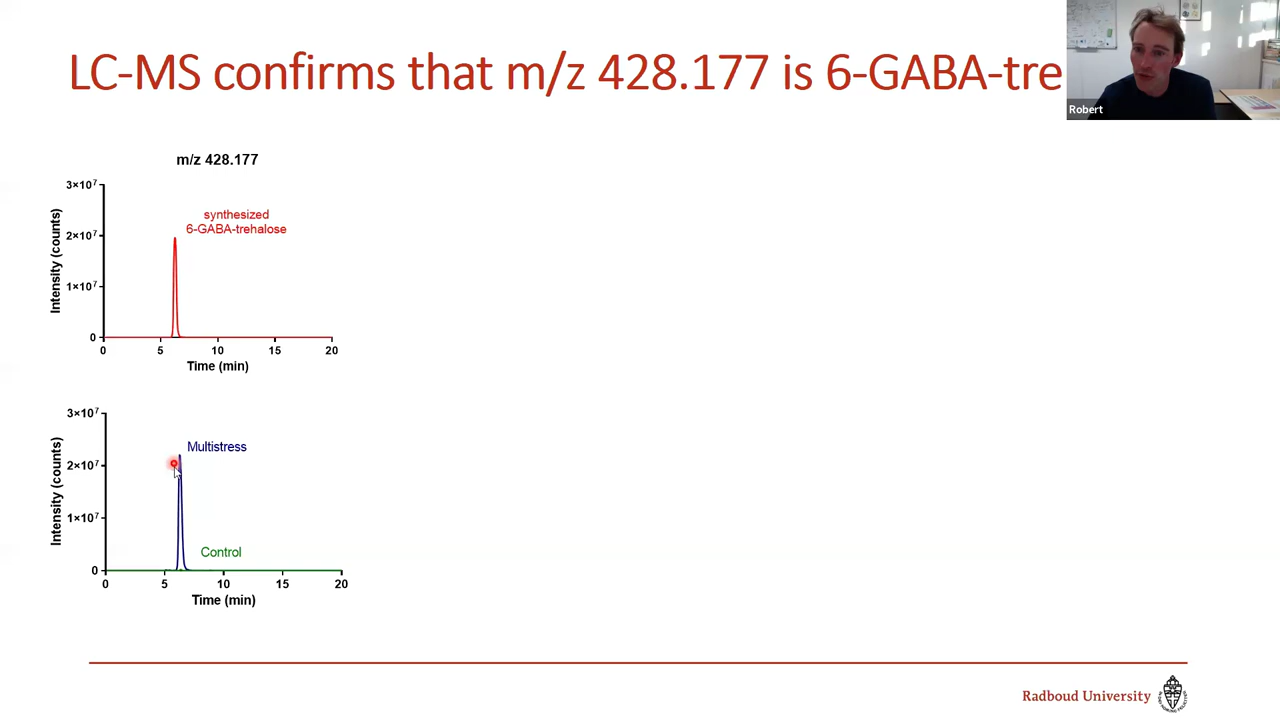 LC-MS confirms that m/z 428.177 is 6-GABA-tre
Robert
m/z 428.177
3×10⁷
2×10⁷
1×10⁷
0
Intensity (counts)
synthesized
6-GABA-trehalose
0 5 10 15 20
Time (min)
3×10⁷
2×10⁷
1×10⁷
0
Intensity (counts)
Multistress
Control
0 5 10 15 20
Time (min)
Radboud University